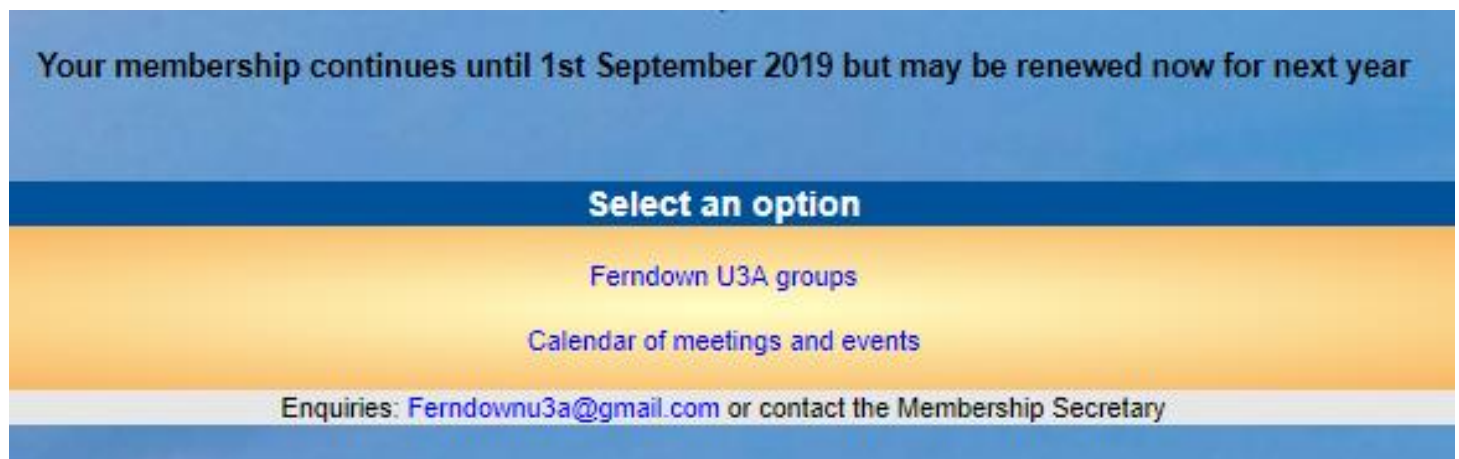 Your membership continues until 1st September 2019 but may be renewed now for next year
Select an option
Ferndown U3A groups
Calendar of meetings and events
Enquiries: Ferndownu3a@gmail.com or contact the Membership Secretary